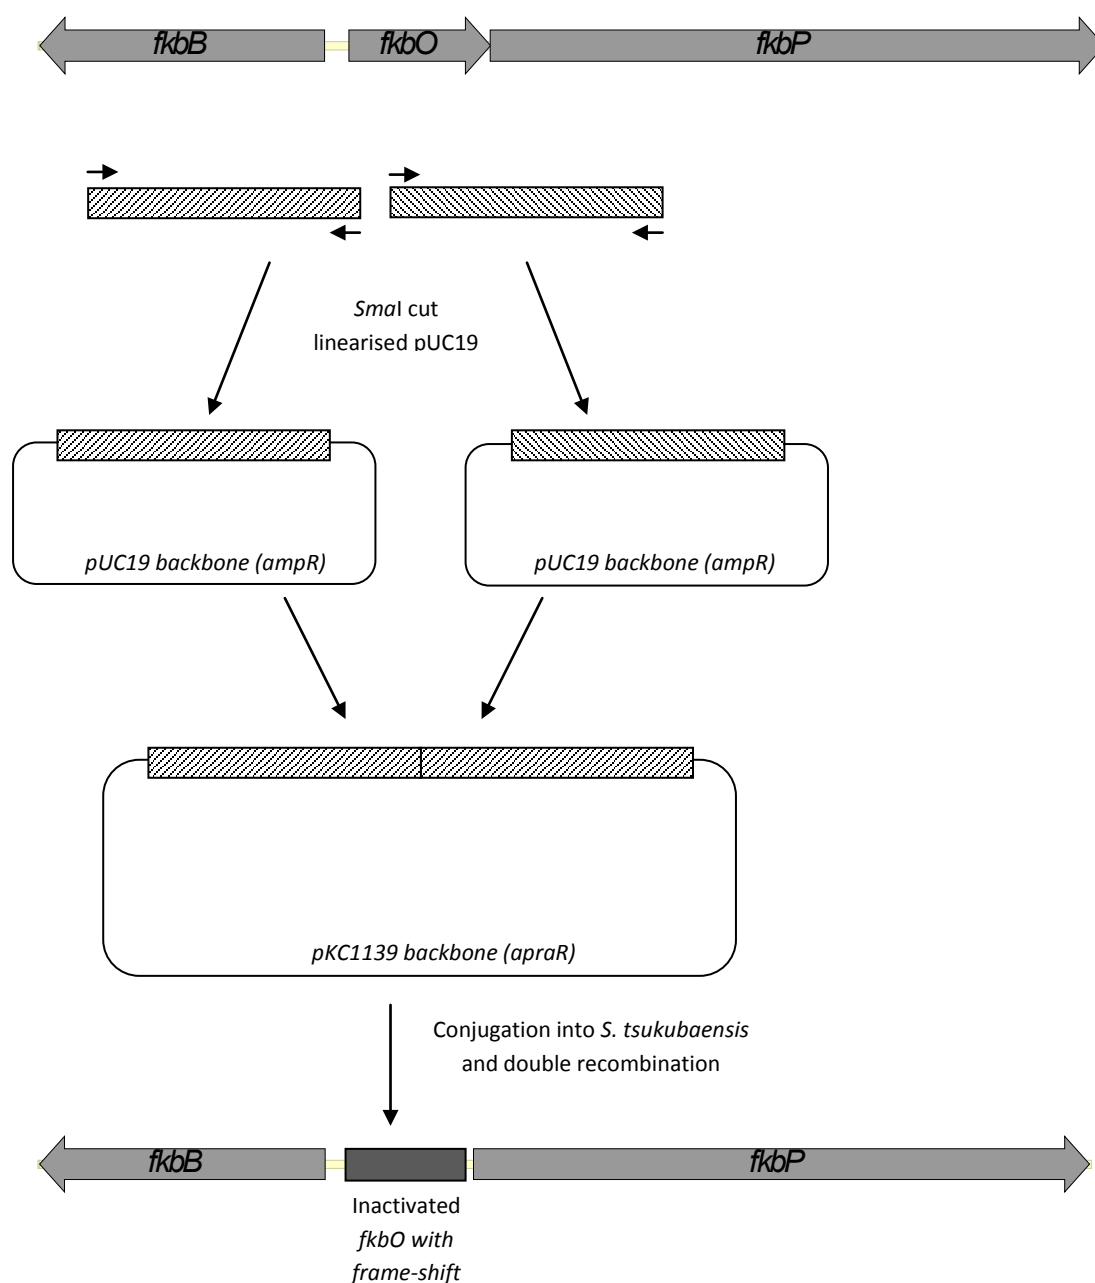 fkbB fkbO fkbP
SmaI cut
linearised pUC19
pUC19 backbone (ampR) pUC19 backbone (ampR)
pKC1139 backbone (apraR)
Conjugation into S. tsukubaensis
and double recombination
fkbB fkbP
Inactivated
fkbO with
frame-shift